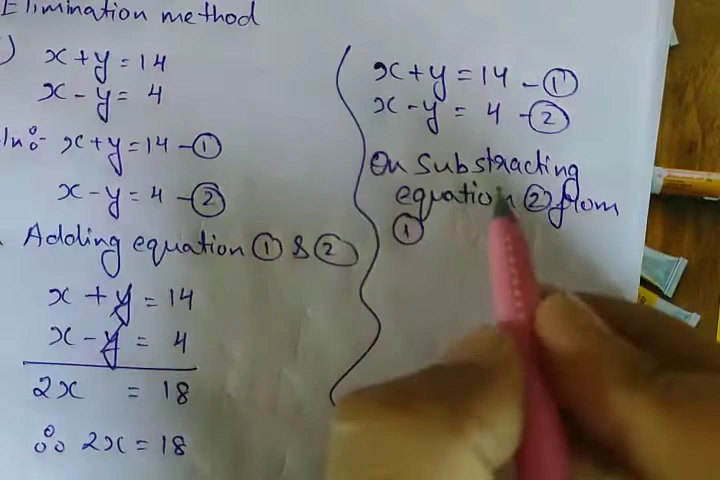 Elimination method
) x + y = 14
x - y = 4
ln ∴- x + y = 14 - ①
x - y = 4 - ②
Adding equation ① & ②
x + y = 14
x - y = 4
2x = 18
∴ 2x = 18
x + y = 14 - ①
x - y = 4 - ②
On substracting
equation ② from
①